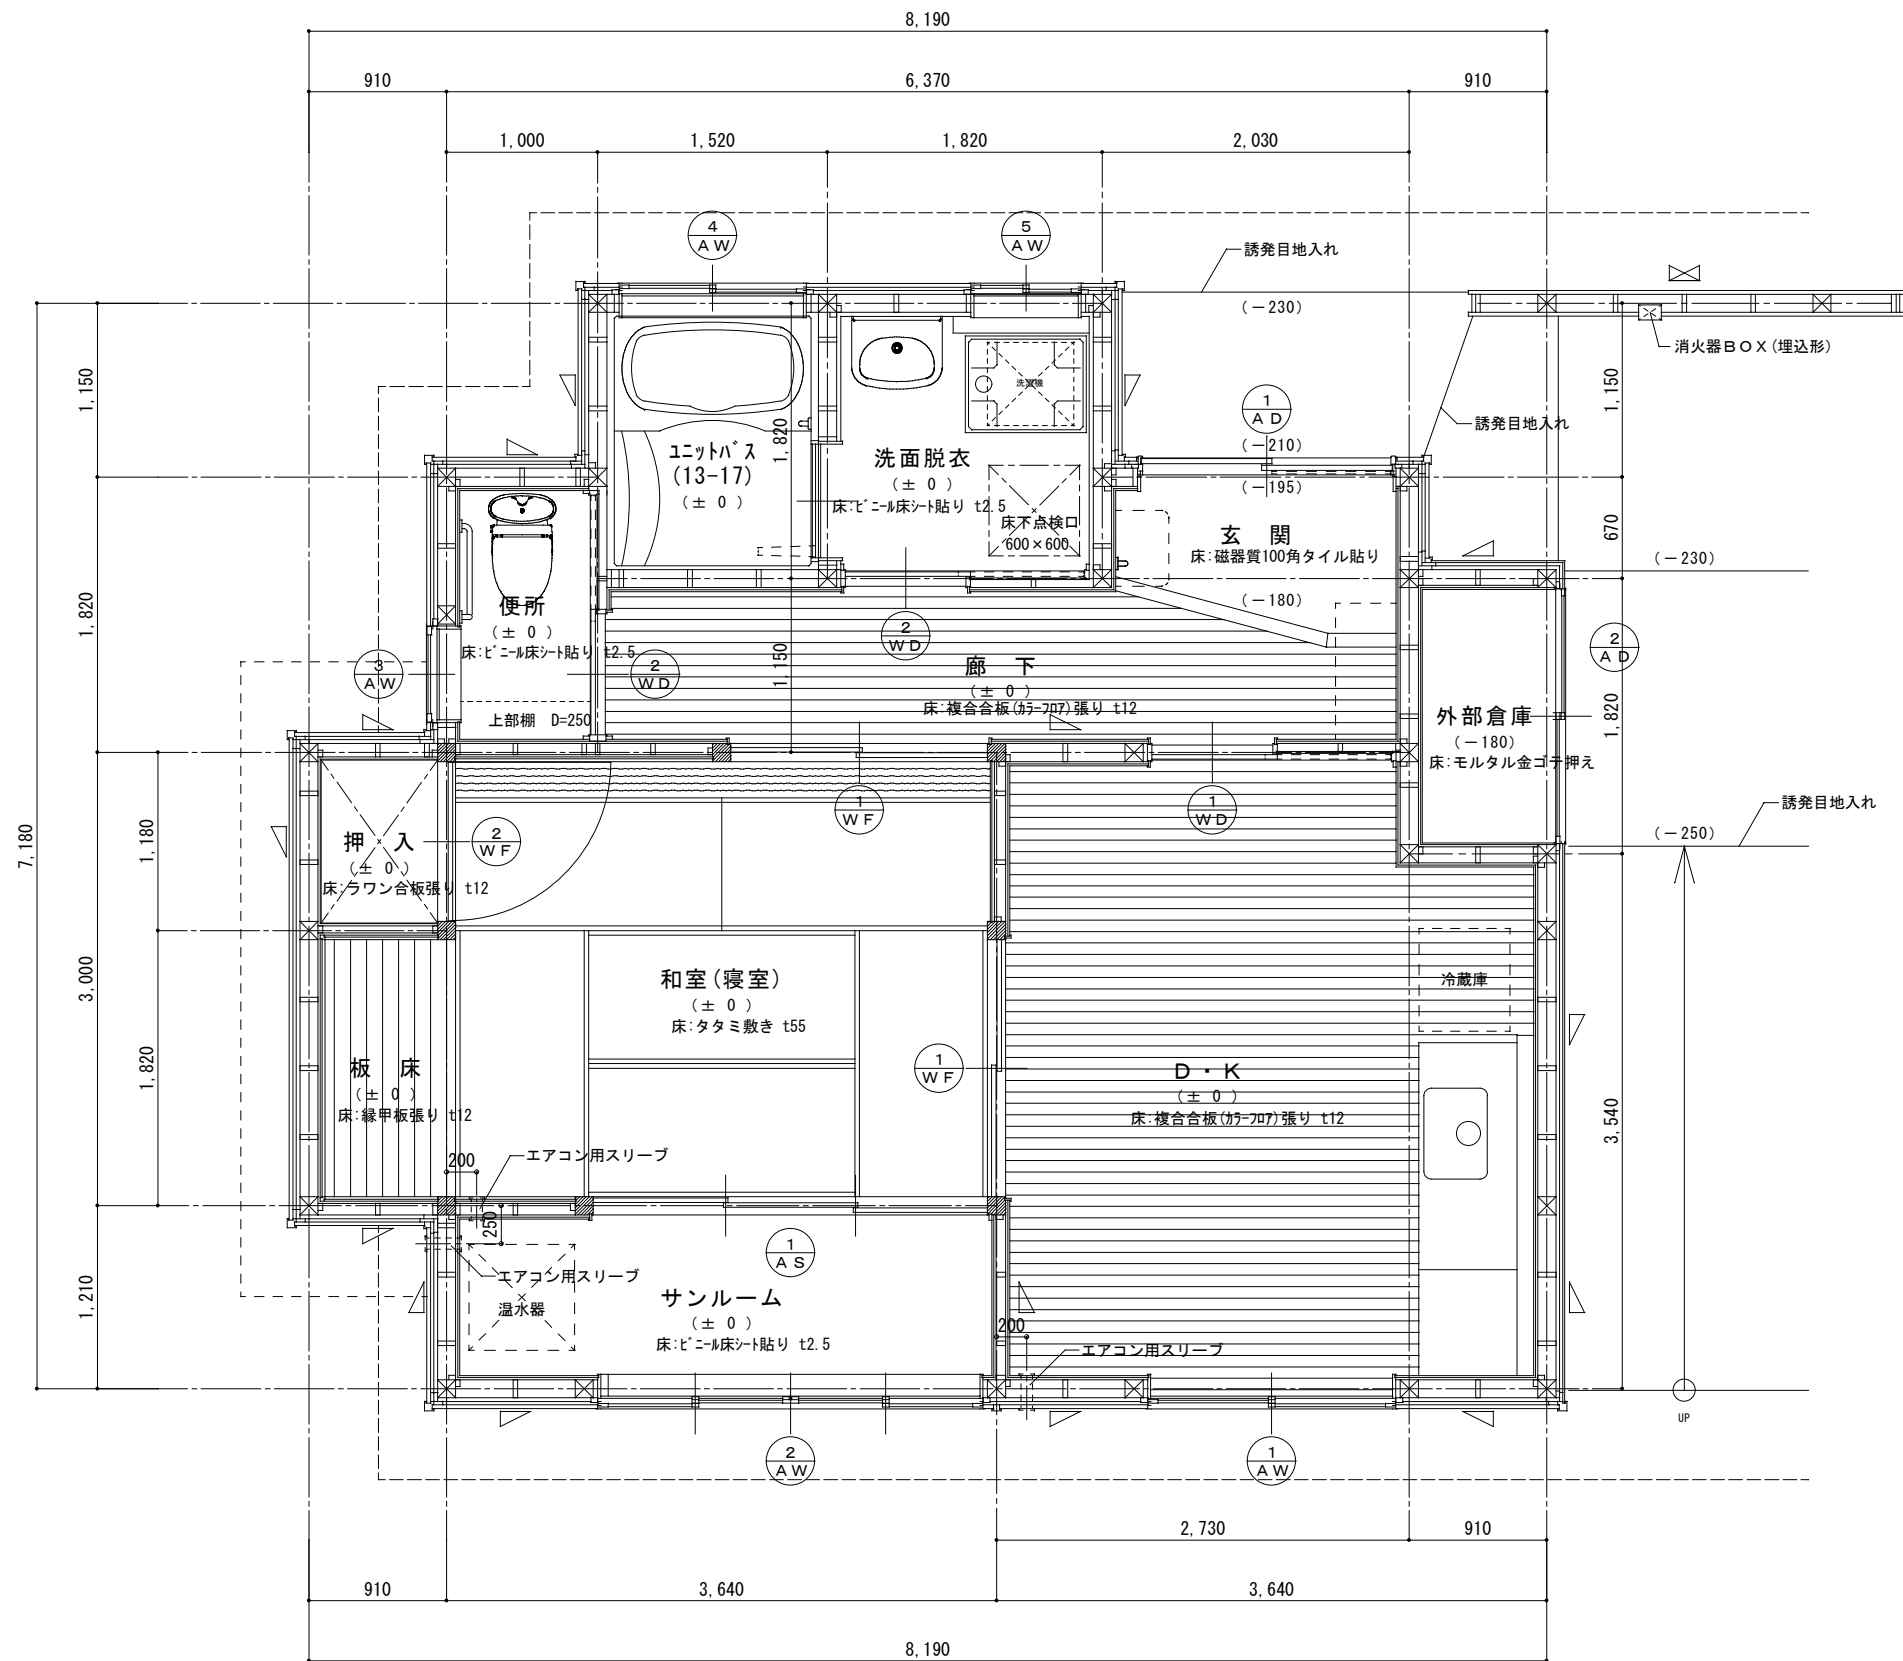 8,190
910
6,370
910
1,000
1,520
1,820
2,030
4
AW
5
AW
誘発目地入れ
(-230)
消火器BOX(埋込形)
1,150
1,150
1
AD
誘発目地入れ
洗濯機
(-210)
1,820
ユニットバス
(13-17)
(± 0 )
洗面脱衣
(± 0 )
床:ビニール床シート貼り t2.5
床下点検口
600×600
(-195)
玄 関
床:磁器質100角タイル貼り
670
(-230)
(-180)
便所
(± 0 )
床:ビニール床シート貼り t2.5
上部棚 D=250
1,820
3
AW
2
WD
2
WD
1,150
廊 下
(± 0 )
床:複合合板(カラーフロア)張り t12
2
AD
外部倉庫
(-180)
床:モルタル金ゴテ押え
1,820
誘発目地入れ
(-250)
1
WF
1
WD
7,180
1,180
押 入
(± 0 )
床:ラワン合板張り t12
2
WF
3,000
和室(寝室)
(± 0 )
床:タタミ敷き t55
冷蔵庫
1,820
板 床
(± 0 )
床:縁甲板張り t12
1
WF
D・K
(± 0 )
床:複合合板(カラーフロア)張り t12
3,540
200
エアコン用スリーブ
250
1
AS
エアコン用スリーブ
温水器
サンルーム
(± 0 )
床:ビニール床シート貼り t2.5
1,210
200
エアコン用スリーブ
UP
2
AW
1
AW
2,730
910
910
3,640
3,640
8,190